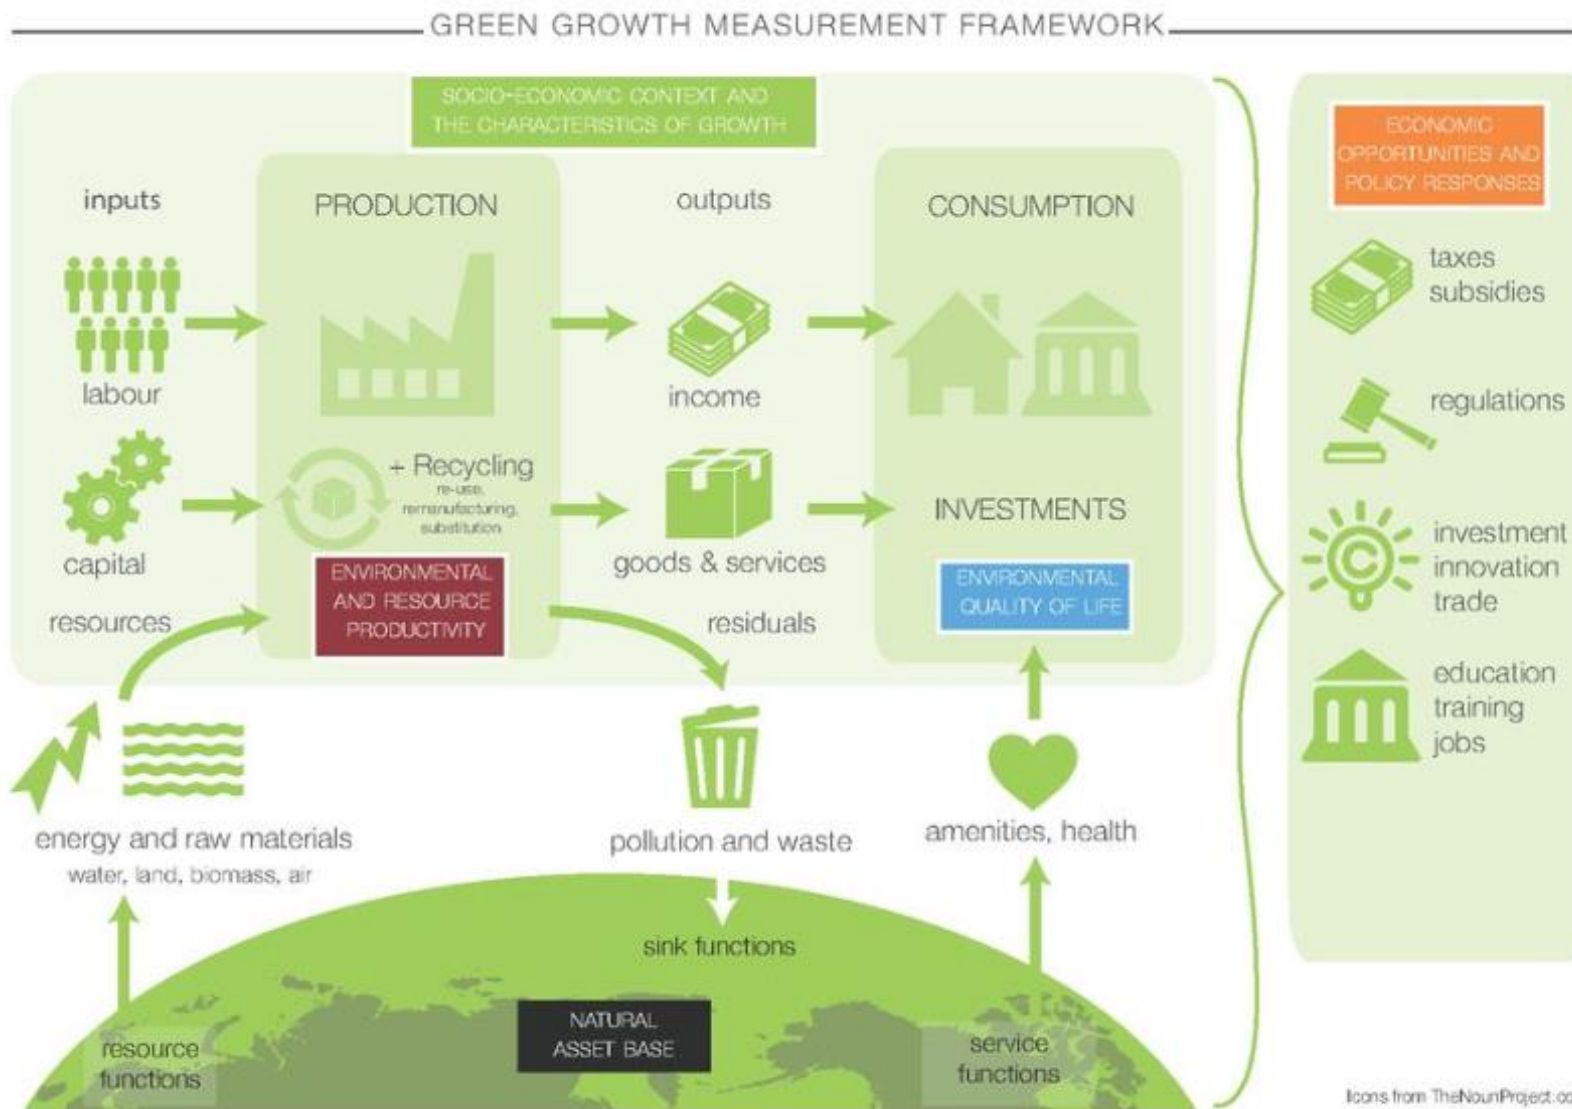 GREEN GROWTH MEASUREMENT FRAMEWORK
SOCIO-ECONOMIC CONTEXT AND
THE CHARACTERISTICS OF GROWTH
inputs
PRODUCTION
outputs
CONSUMPTION
labour
income
+ Recycling
re-use,
remanufacturing,
substitution
INVESTMENTS
capital
goods & services
ENVIRONMENTAL
AND RESOURCE
PRODUCTIVITY
ENVIRONMENTAL
QUALITY OF LIFE
resources
residuals
energy and raw materials
water, land, biomass, air
pollution and waste
amenities, health
sink functions
NATURAL
ASSET BASE
resource
functions
service
functions
ECONOMIC
OPPORTUNITIES AND
POLICY RESPONSES
taxes
subsidies
regulations
C
investment
innovation
trade
education
training
jobs
Icons from TheNounProject.co